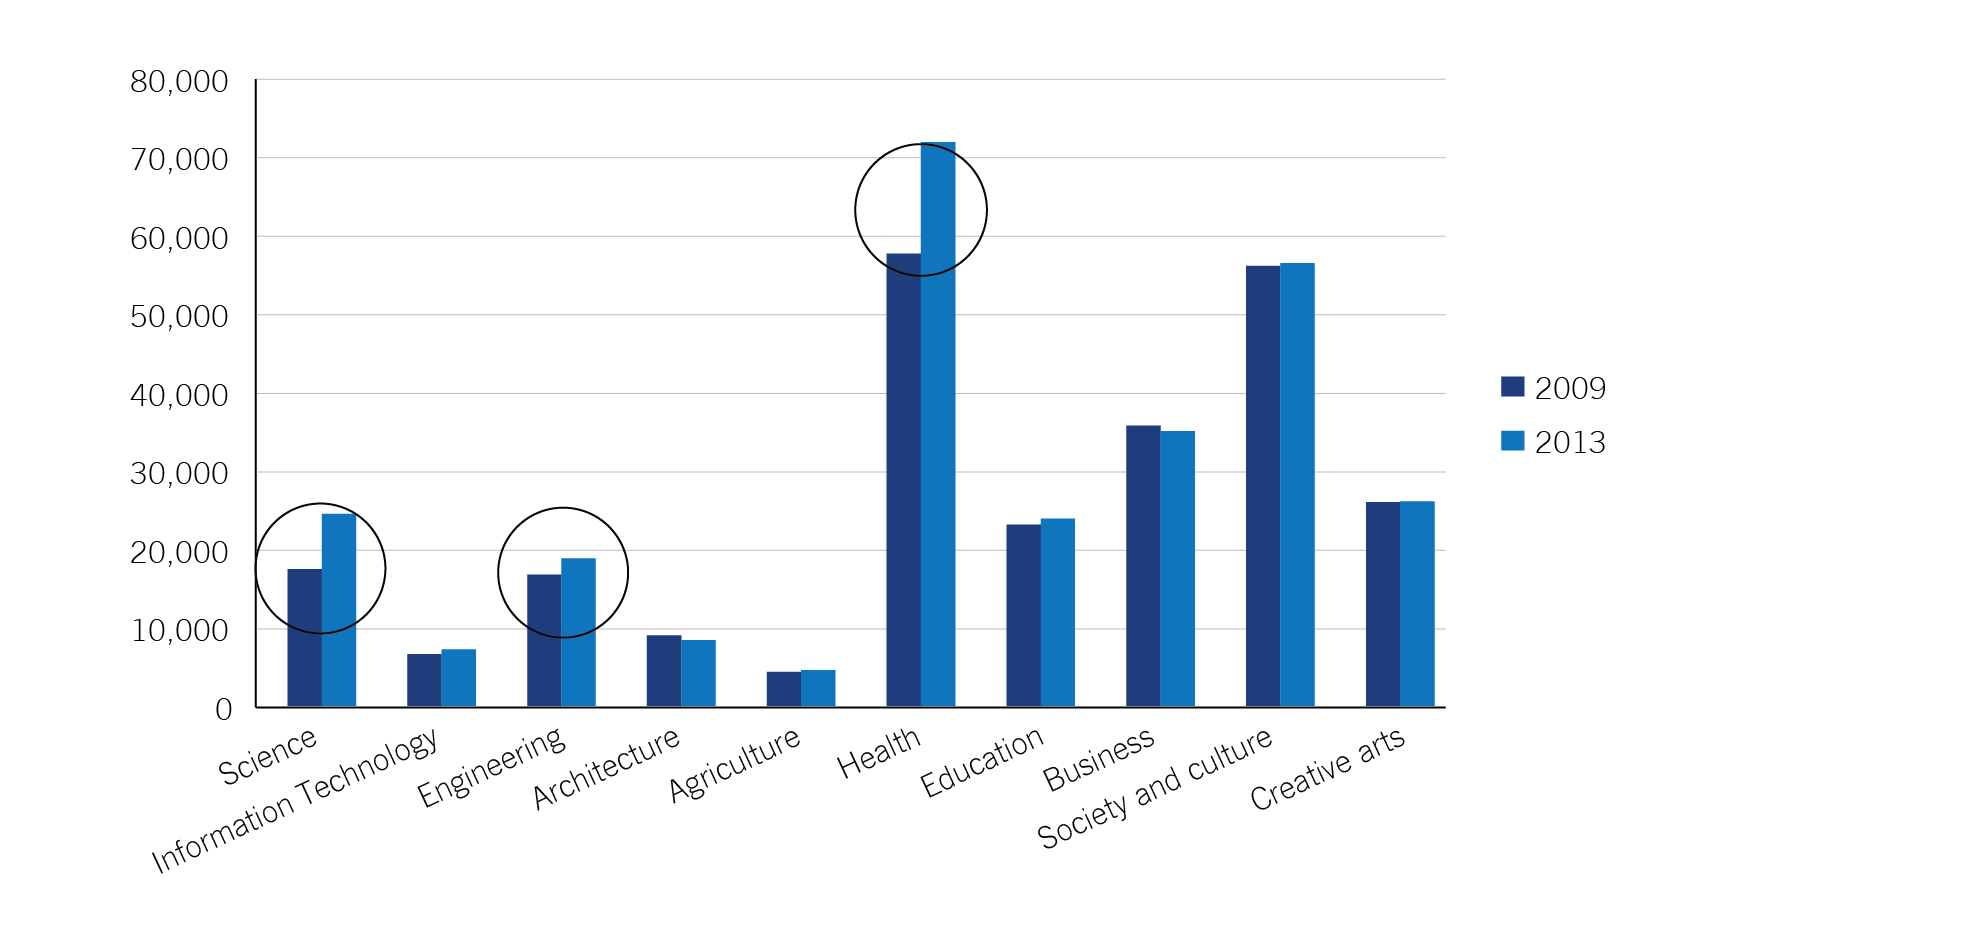 80,000
70,000
60,000
50,000
40,000
30,000
20,000
10,000
0
2009
2013
Science
Information Technology
Engineering
Architecture
Agriculture
Health
Education
Business
Society and culture
Creative arts